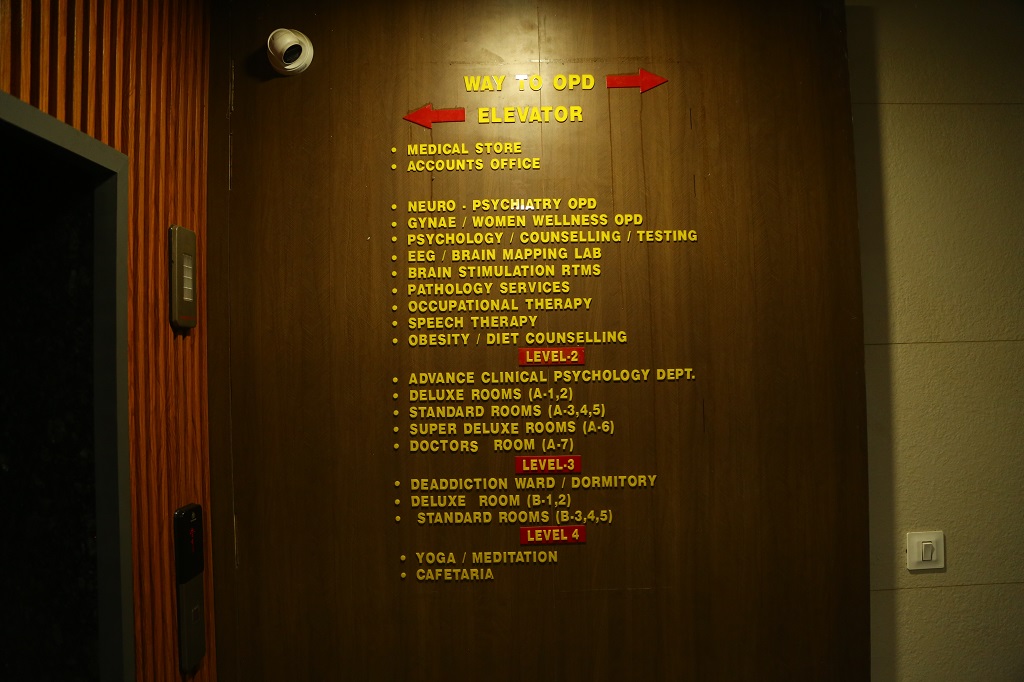 WAY TO OPD
ELEVATOR
• MEDICAL STORE
• ACCOUNTS OFFICE
• NEURO - PSYCHIATRY OPD
• GYNAE / WOMEN WELLNESS OPD
• PSYCHOLOGY / COUNSELLING / TESTING
• EEG / BRAIN MAPPING LAB
• BRAIN STIMULATION RTMS
• PATHOLOGY SERVICES
• OCCUPATIONAL THERAPY
• SPEECH THERAPY
• OBESITY / DIET COUNSELLING
LEVEL-2
• ADVANCE CLINICAL PSYCHOLOGY DEPT.
• DELUXE ROOMS (A-1,2)
• STANDARD ROOMS (A-3,4,5)
• SUPER DELUXE ROOMS (A-6)
• DOCTORS ROOM (A-7)
LEVEL-3
• DEADDICTION WARD / DORMITORY
• DELUXE ROOM (B-1,2)
• STANDARD ROOMS (B-3,4,5)
LEVEL 4
• YOGA / MEDITATION
• CAFETARIA